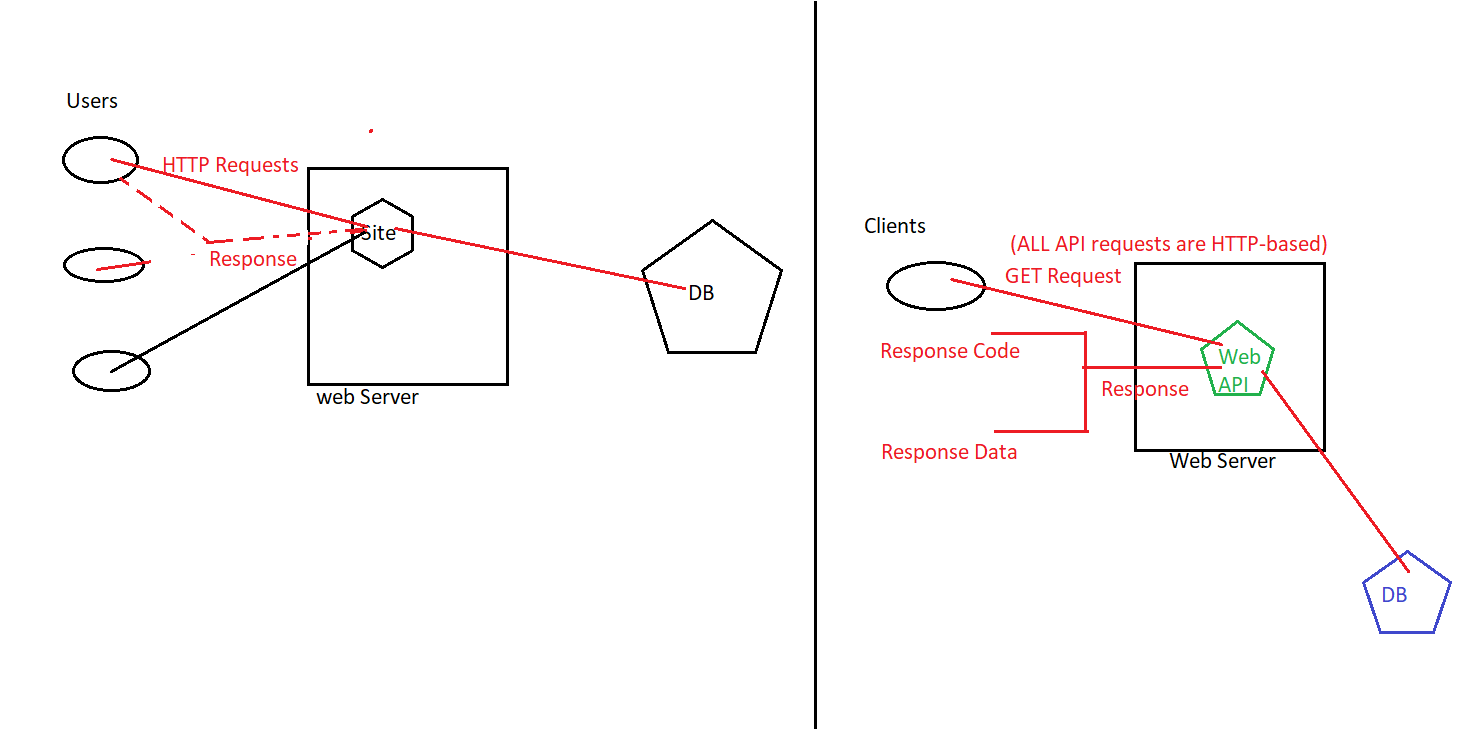 Users
HTTP Requests
Site
Response
DB
web Server
Clients
(ALL API requests are HTTP-based)
GET Request
Response Code
Web
API
Response
Response Data
Web Server
DB